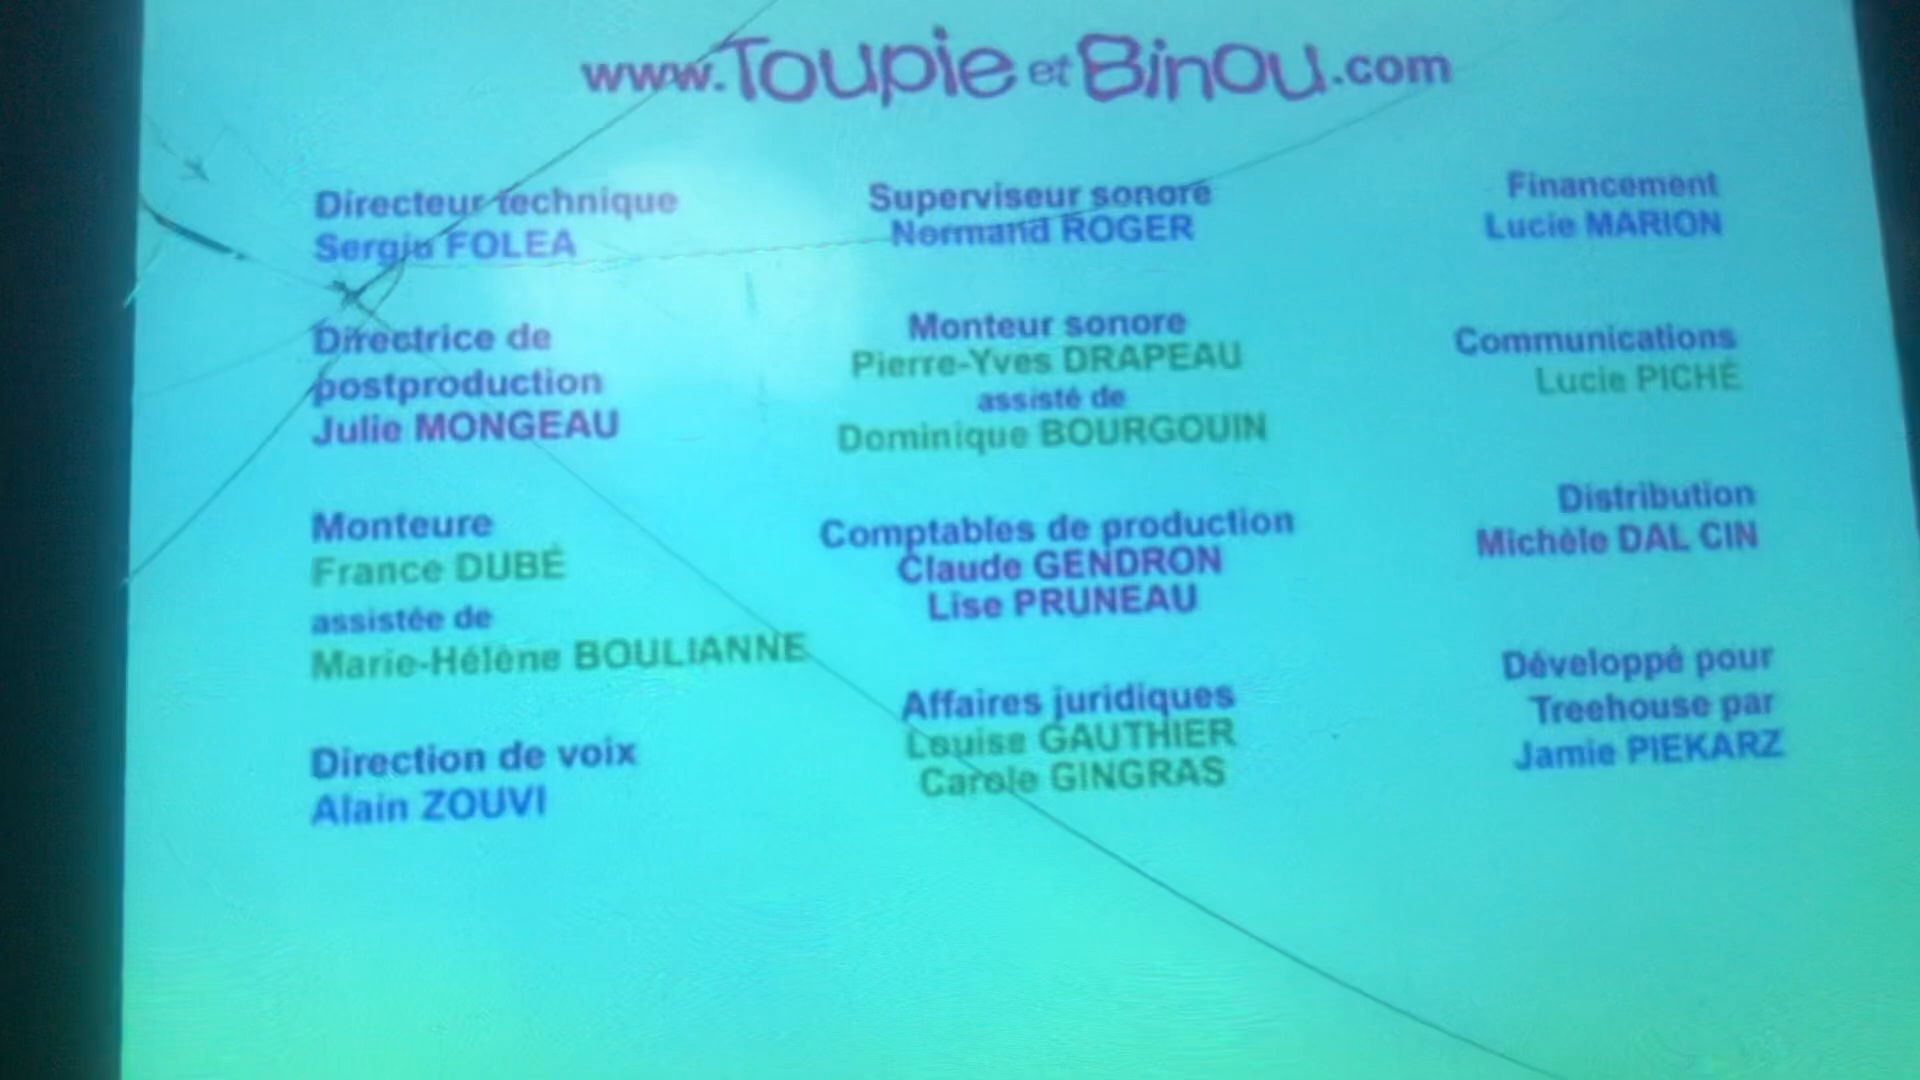 www.Toupie et Binou.com
Directeur technique
Sergiu FOLEA
Directrice de
postproduction
Julie MONGEAU
Monteure
France DUBÉ
assistée de
Marie-Hélène BOULIANNE
Direction de voix
Alain ZOUVI
Superviseur sonore
Normand ROGER
Monteur sonore
Pierre-Yves DRAPEAU
assisté de
Dominique BOURGOUIN
Comptables de production
Claude GENDRON
Lise PRUNEAU
Affaires juridiques
Louise GAUTHIER
Carole GINGRAS
Financement
Lucie MARION
Communications
Lucie PICHÉ
Distribution
Michèle DAL CIN
Développé pour
Treehouse par
Jamie PIEKARZ